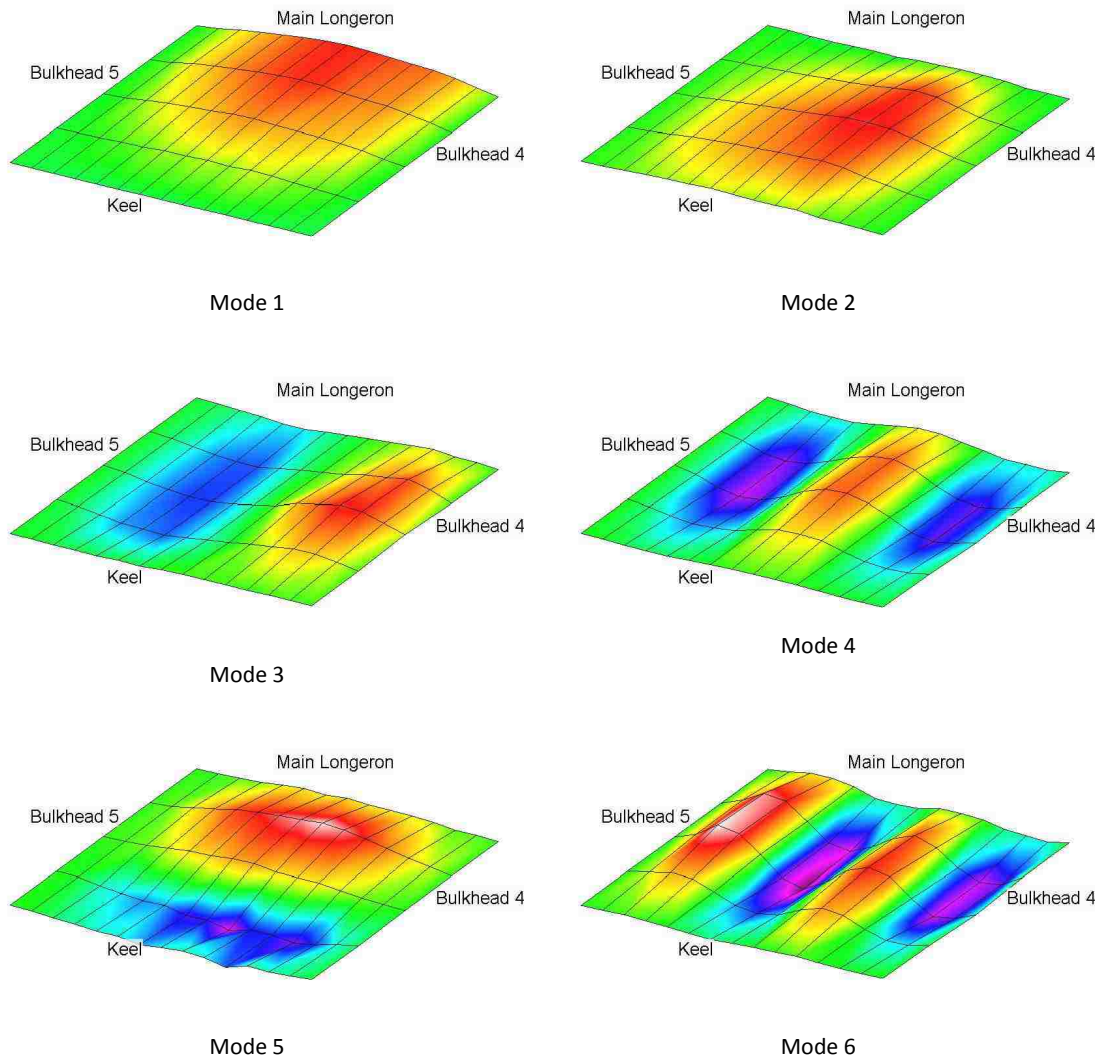 Main Longeron
Main Longeron
Bulkhead 5
Bulkhead 5
Bulkhead 4
Bulkhead 4
Keel
Keel
Mode 1
Mode 2
Main Longeron
Main Longeron
Bulkhead 5
Bulkhead 5
Bulkhead 4
Bulkhead 4
Keel
Keel
Mode 3
Mode 4
Main Longeron
Main Longeron
Bulkhead 5
Bulkhead 5
Bulkhead 4
Bulkhead 4
Keel
Keel
Mode 5
Mode 6